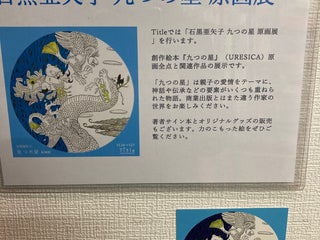 石黒亜矢子 九つの星 原画展
Titleでは「石黒亜矢子 九つの星 原画展
」を行います。
創作絵本『九つの星』(URESICA)原
画全点と関連作品の展示です。
『九つの星』は親子の愛情をテーマに、
神話や伝承などの要素がいくつも重ねら
れた物語。商業出版とはまた違う作家の
世界をお楽しみください。
著者サイン本とオリジナルグッズの販売
もございます。力のこもった絵をぜひご
覧ください。
九つの星
Title